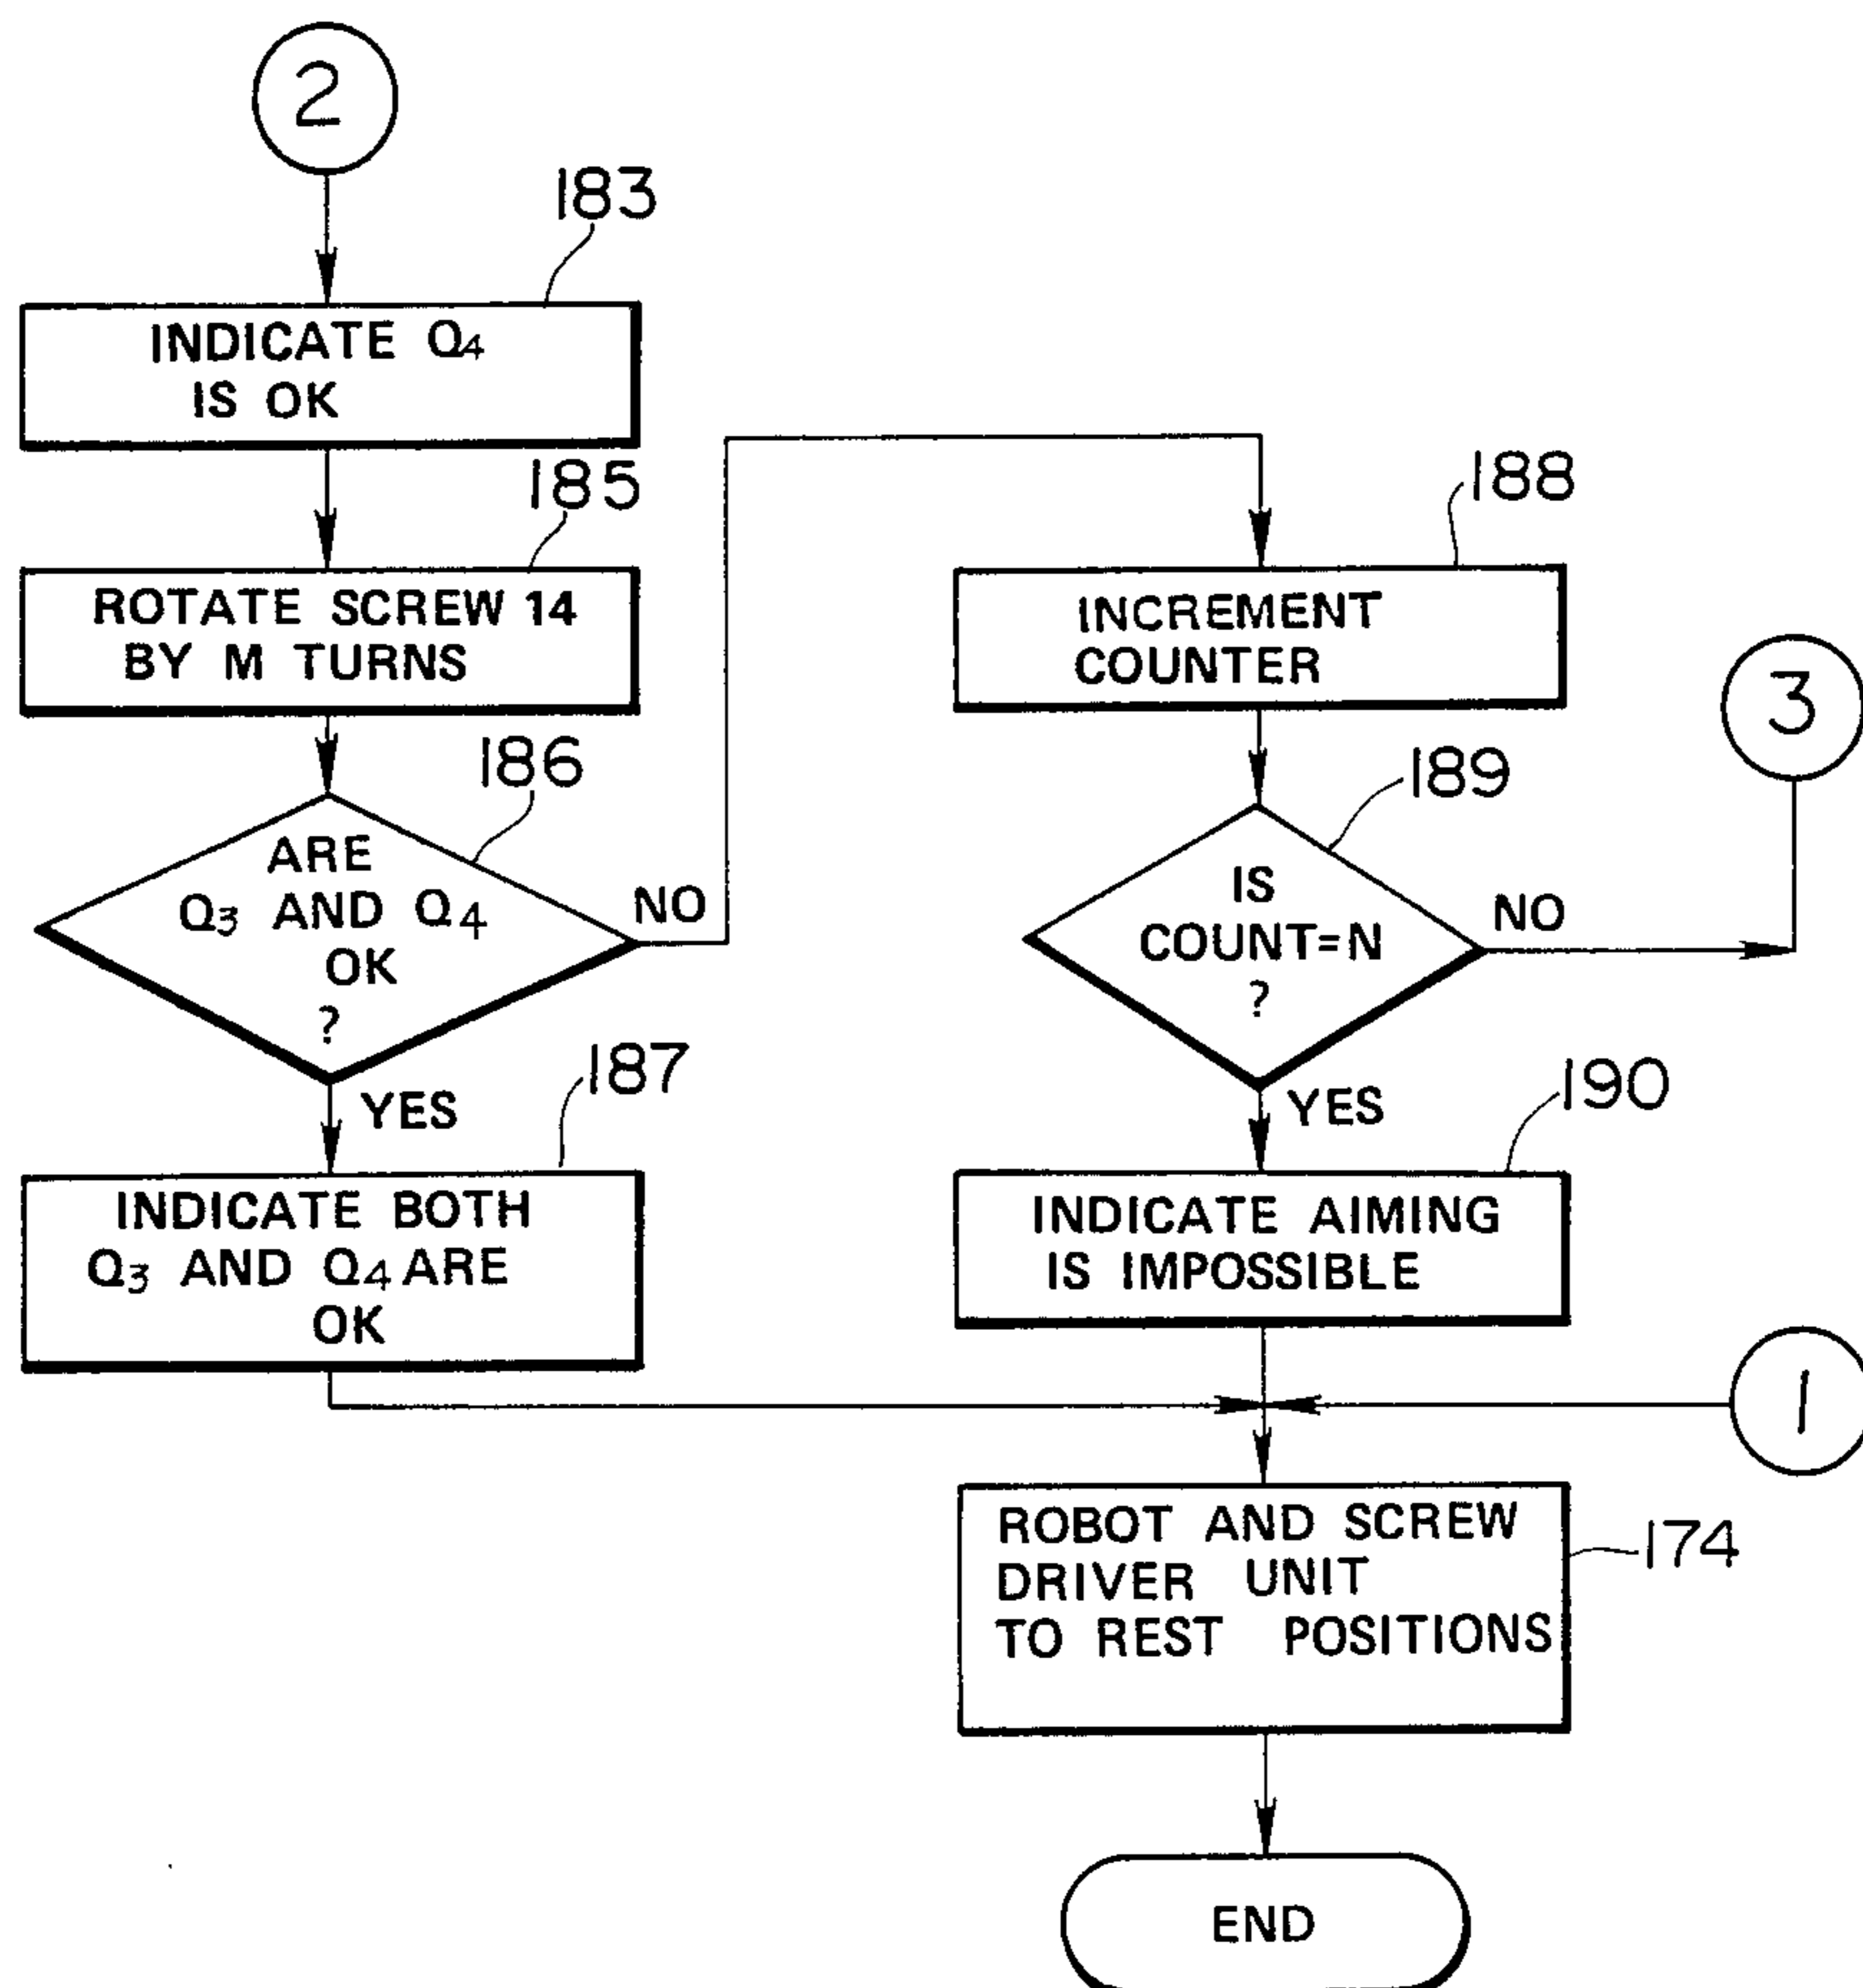 2
183
INDICATE Q4
IS OK
185
ROTATE SCREW 14
BY M TURNS
186
ARE
Q3 AND Q4
OK
?
NO
YES
187
INDICATE BOTH
Q3 AND Q4 ARE
OK
188
INCREMENT
COUNTER
189
IS
COUNT=N
?
NO
3
YES
190
INDICATE AIMING
IS IMPOSSIBLE
1
ROBOT AND SCREW
DRIVER UNIT
TO REST POSITIONS
174
END